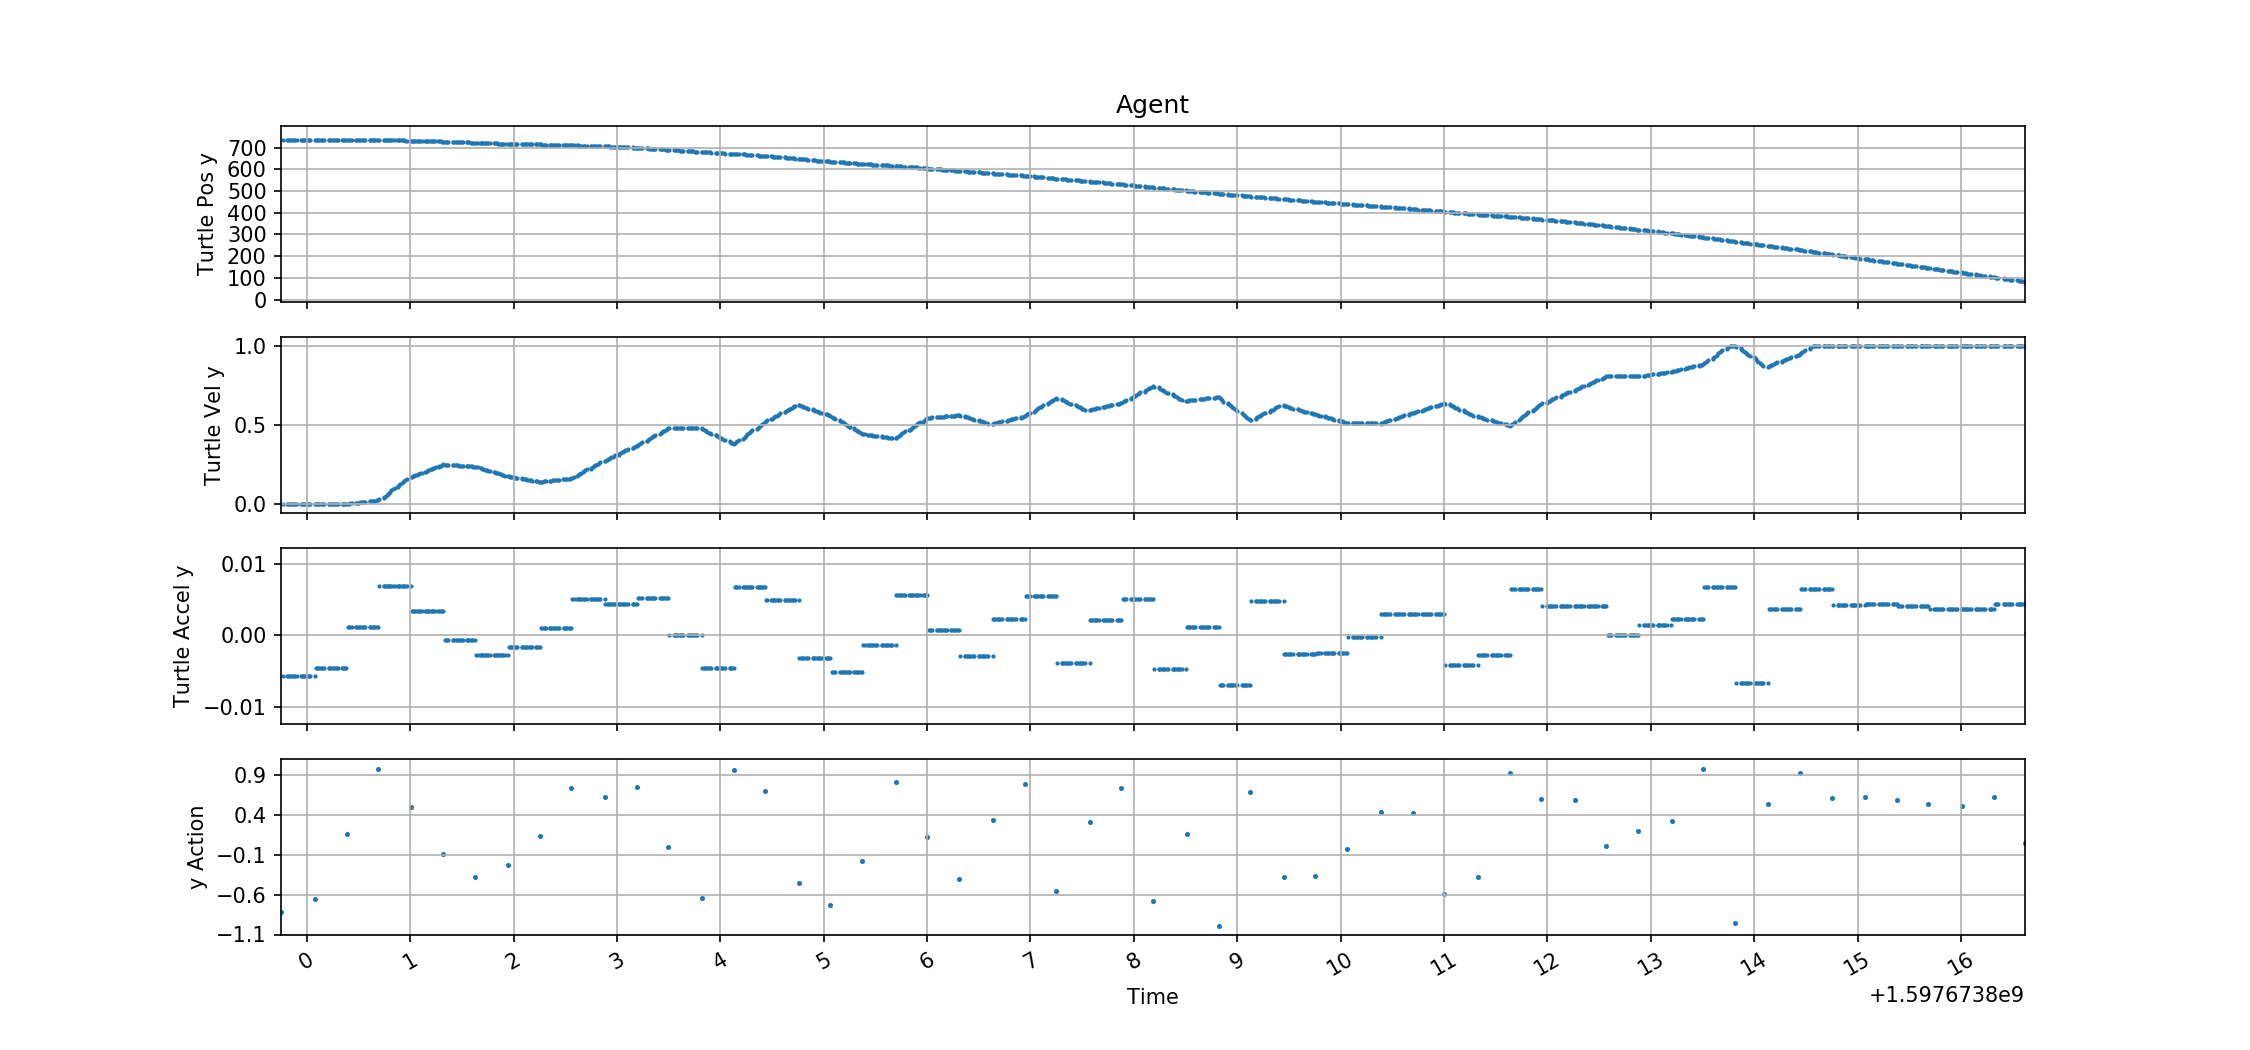 Agent
Turtle Pos y
700
600
500
400
300
200
100
0
Turtle Vel y
1.0
0.5
0.0
Turtle Accel y
0.01
0.00
−0.01
y Action
0.9
0.4
−0.1
−0.6
−1.1
0 1 2 3 4 5 6 7 8 9 10 11 12 13 14 15 16
Time
+1.5976738e9